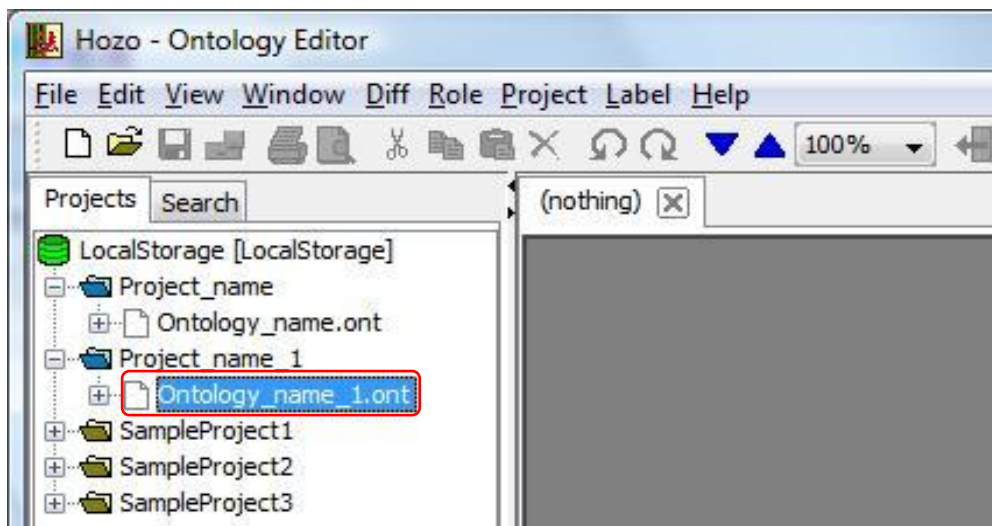 Hozo - Ontology Editor
File Edit View Window Diff Role Project Label Help
100%
Projects Search
(nothing)
LocalStorage [LocalStorage]
Project_name
Ontology_name.ont
Project_name_1
Ontology_name_1.ont
SampleProject1
SampleProject2
SampleProject3